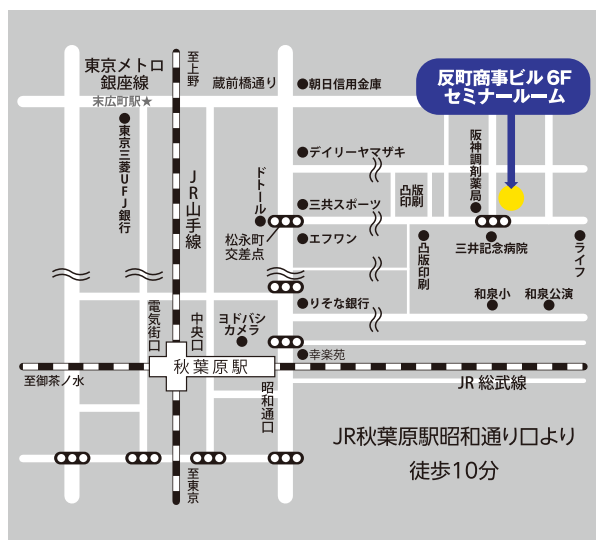 東京メトロ
銀座線
末広町駅★
至上野
蔵前橋通り
朝日信用金庫
反町商事ビル 6F
セミナールーム
東京三菱UFJ銀行
JR山手線
デイリーヤマザキ
阪神調剤薬局
ドトール
三共スポーツ
凸版
印刷
松永町
交差点
エフワン
凸版印刷
三井記念病院
ライフ
電気街口
中央口
ヨドバシ
カメラ
りそな銀行
和泉小
和泉公演
幸楽苑
秋葉原駅
至御茶ノ水
昭和通口
JR 総武線
JR秋葉原駅昭和通り口より
徒歩10分
至東京